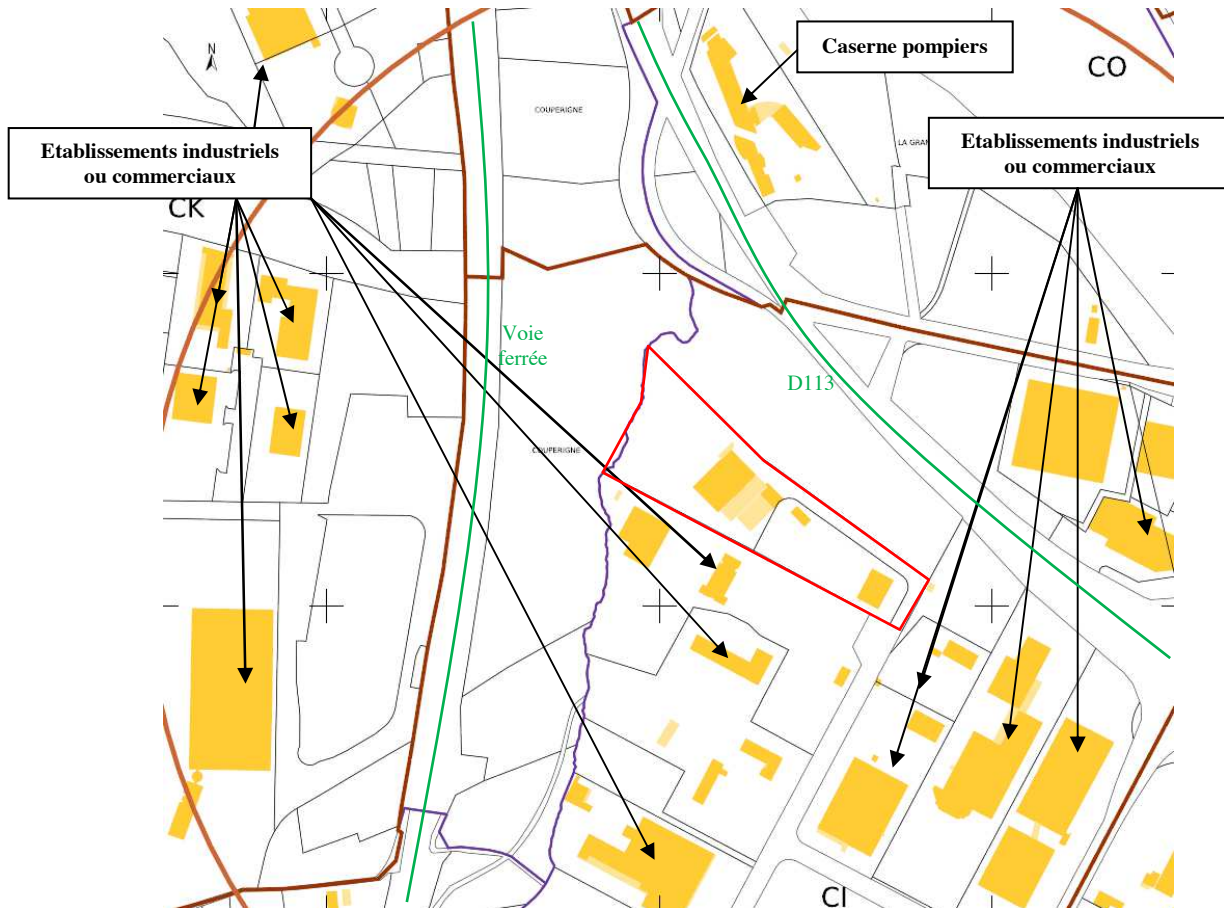 Caserne pompiers
CO
N
COUPERIGNE
Etablissements industriels
ou commerciaux
LA GRAN
Etablissements industriels
ou commerciaux
CK
Voie
ferrée
D113
COUPERIGNE
CI